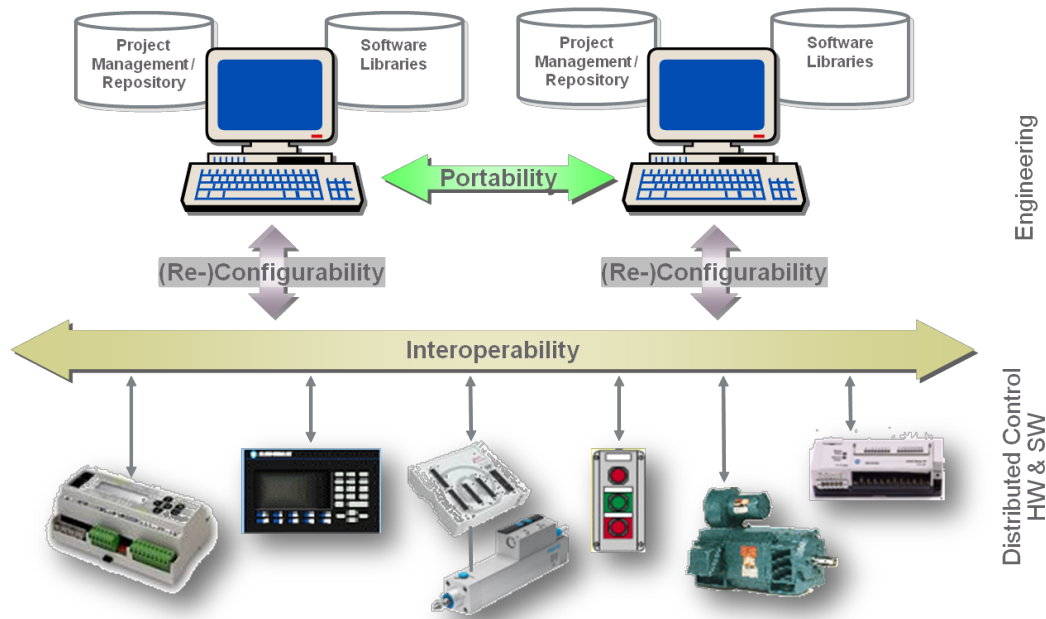 Project
Management/
Repository
Software
Libraries
Project
Management/
Repository
Software
Libraries
Portability
Engineering
(Re-)Configurability
(Re-)Configurability
Interoperability
Distributed Control
HW & SW